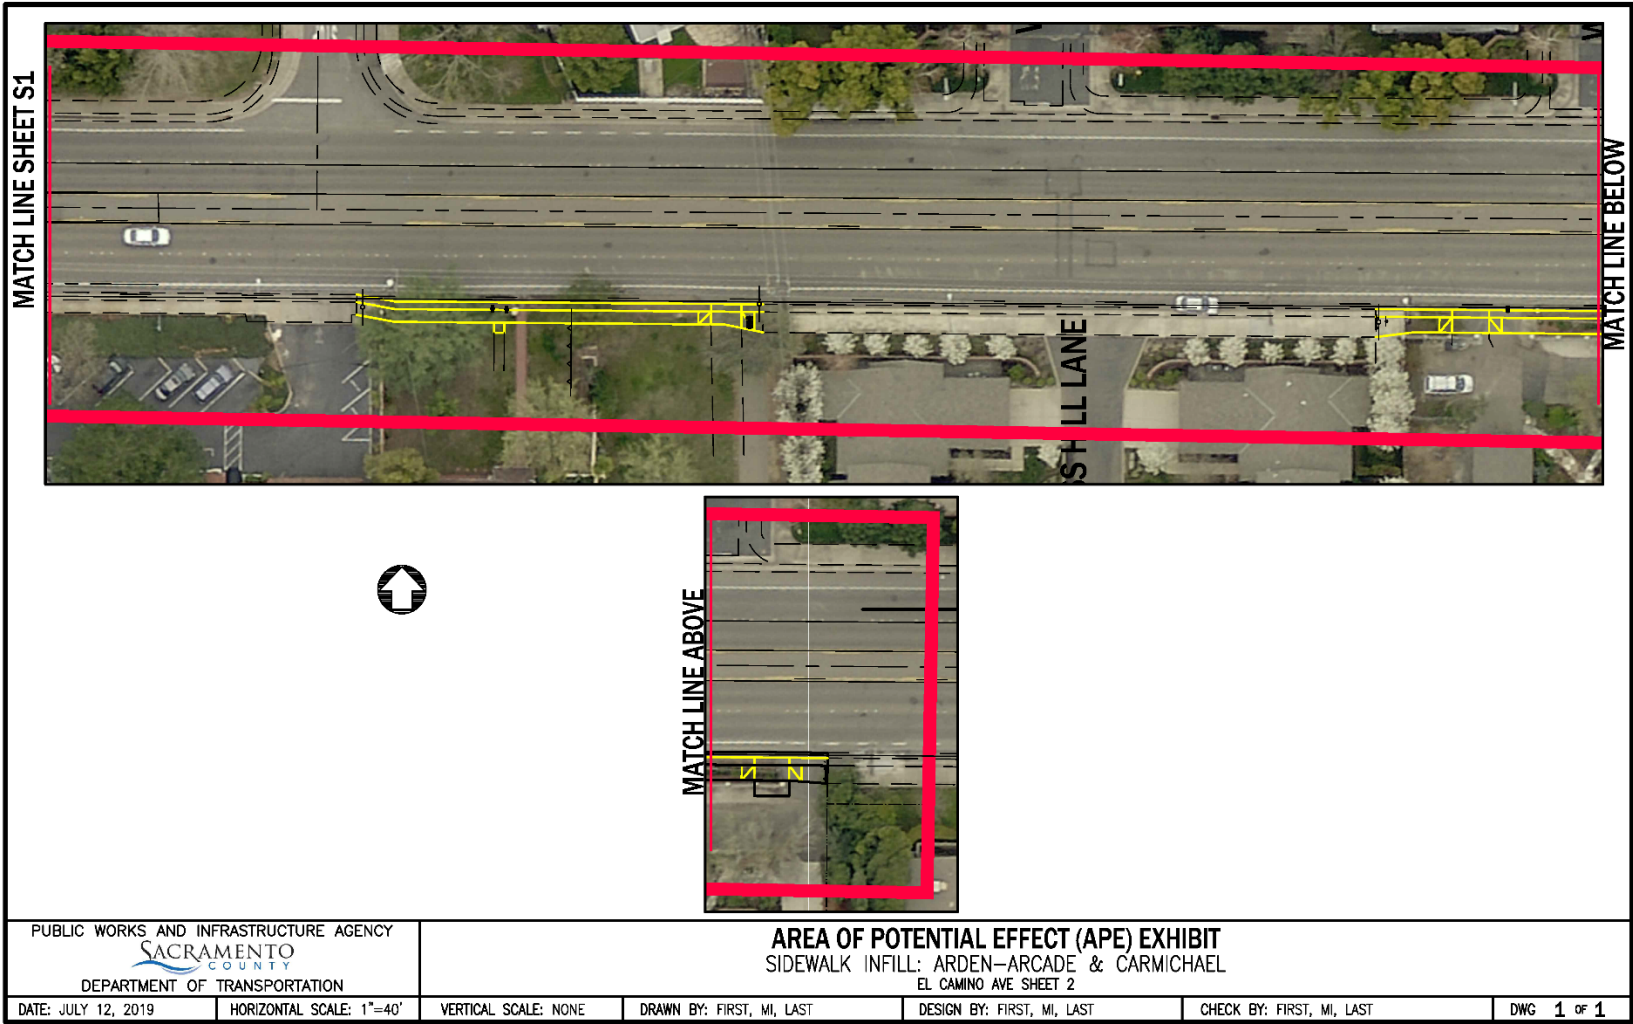 MATCH LINE SHEET S1
MATCH LINE BELOW
LANE
MATCH LINE ABOVE
PUBLIC WORKS AND INFRASTRUCTURE AGENCY
SACRAMENTO
COUNTY
DEPARTMENT OF TRANSPORTATION
AREA OF POTENTIAL EFFECT (APE) EXHIBIT
SIDEWALK INFILL: ARDEN-ARCADE & CARMICHAEL
EL CAMINO AVE SHEET 2
DATE: JULY 12, 2019
HORIZONTAL SCALE: 1"=40'
VERTICAL SCALE: NONE
DRAWN BY: FIRST, MI, LAST
DESIGN BY: FIRST, MI, LAST
CHECK BY: FIRST, MI, LAST
DWG 1 OF 1